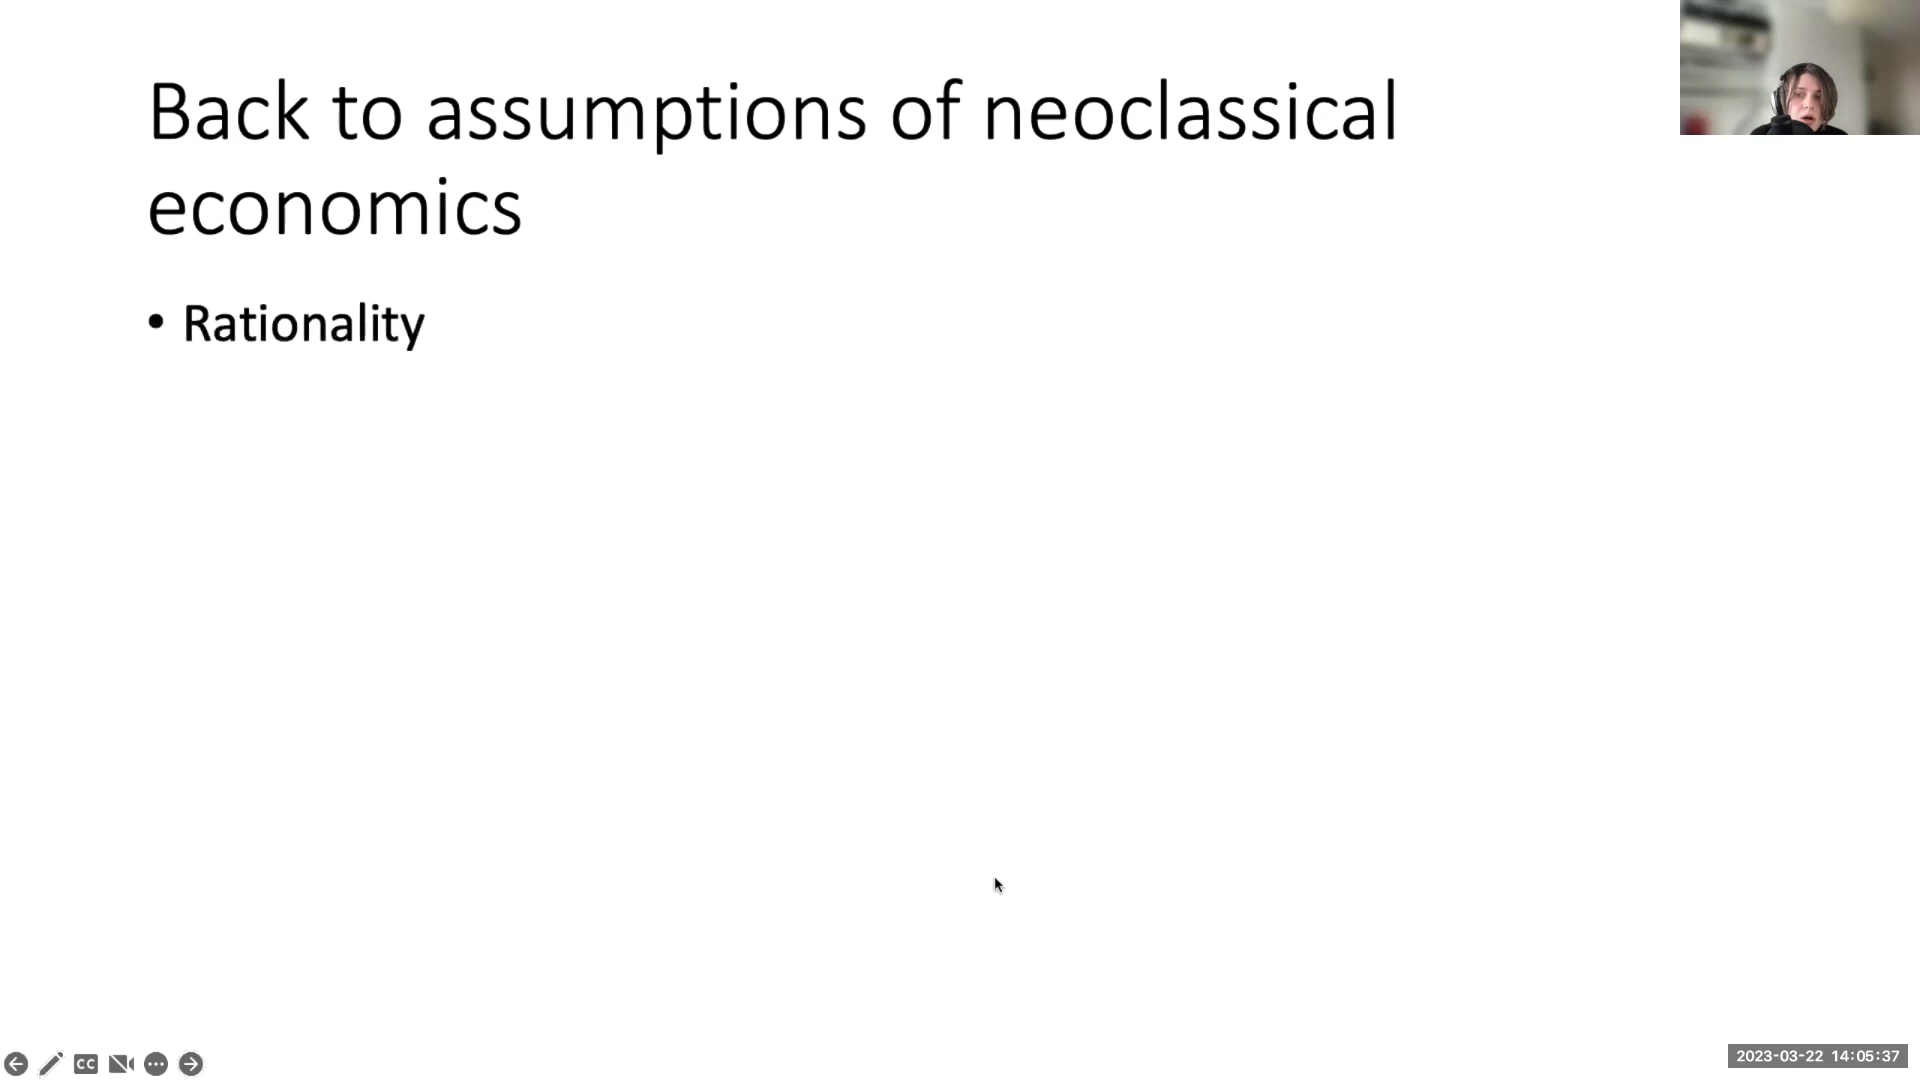 Back to assumptions of neoclassical
economics
• Rationality
CC
2023-03-22 14:05:37